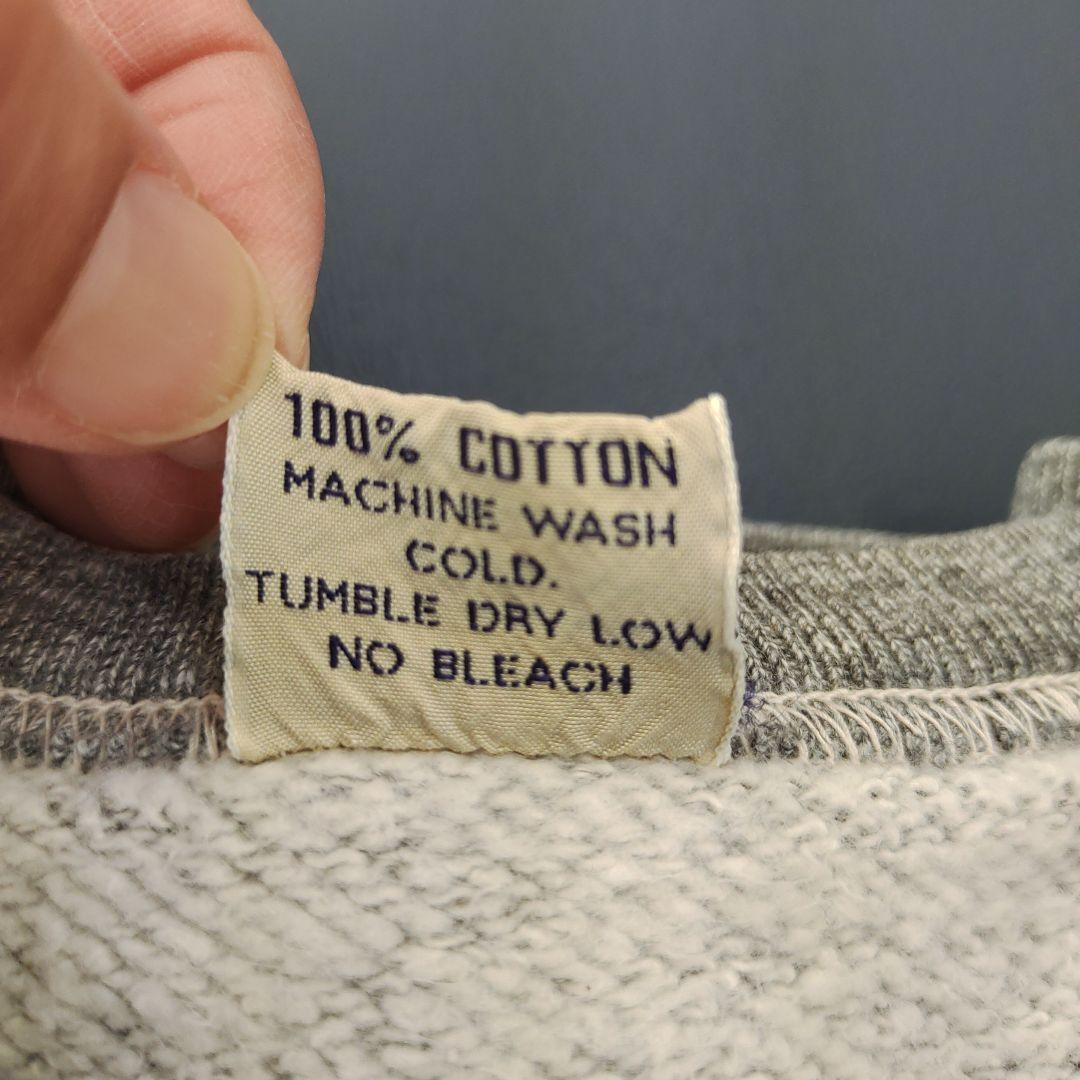 100% COTTON
MACHINE WASH
COLD.
TUMBLE DRY LOW
NO BLEACH